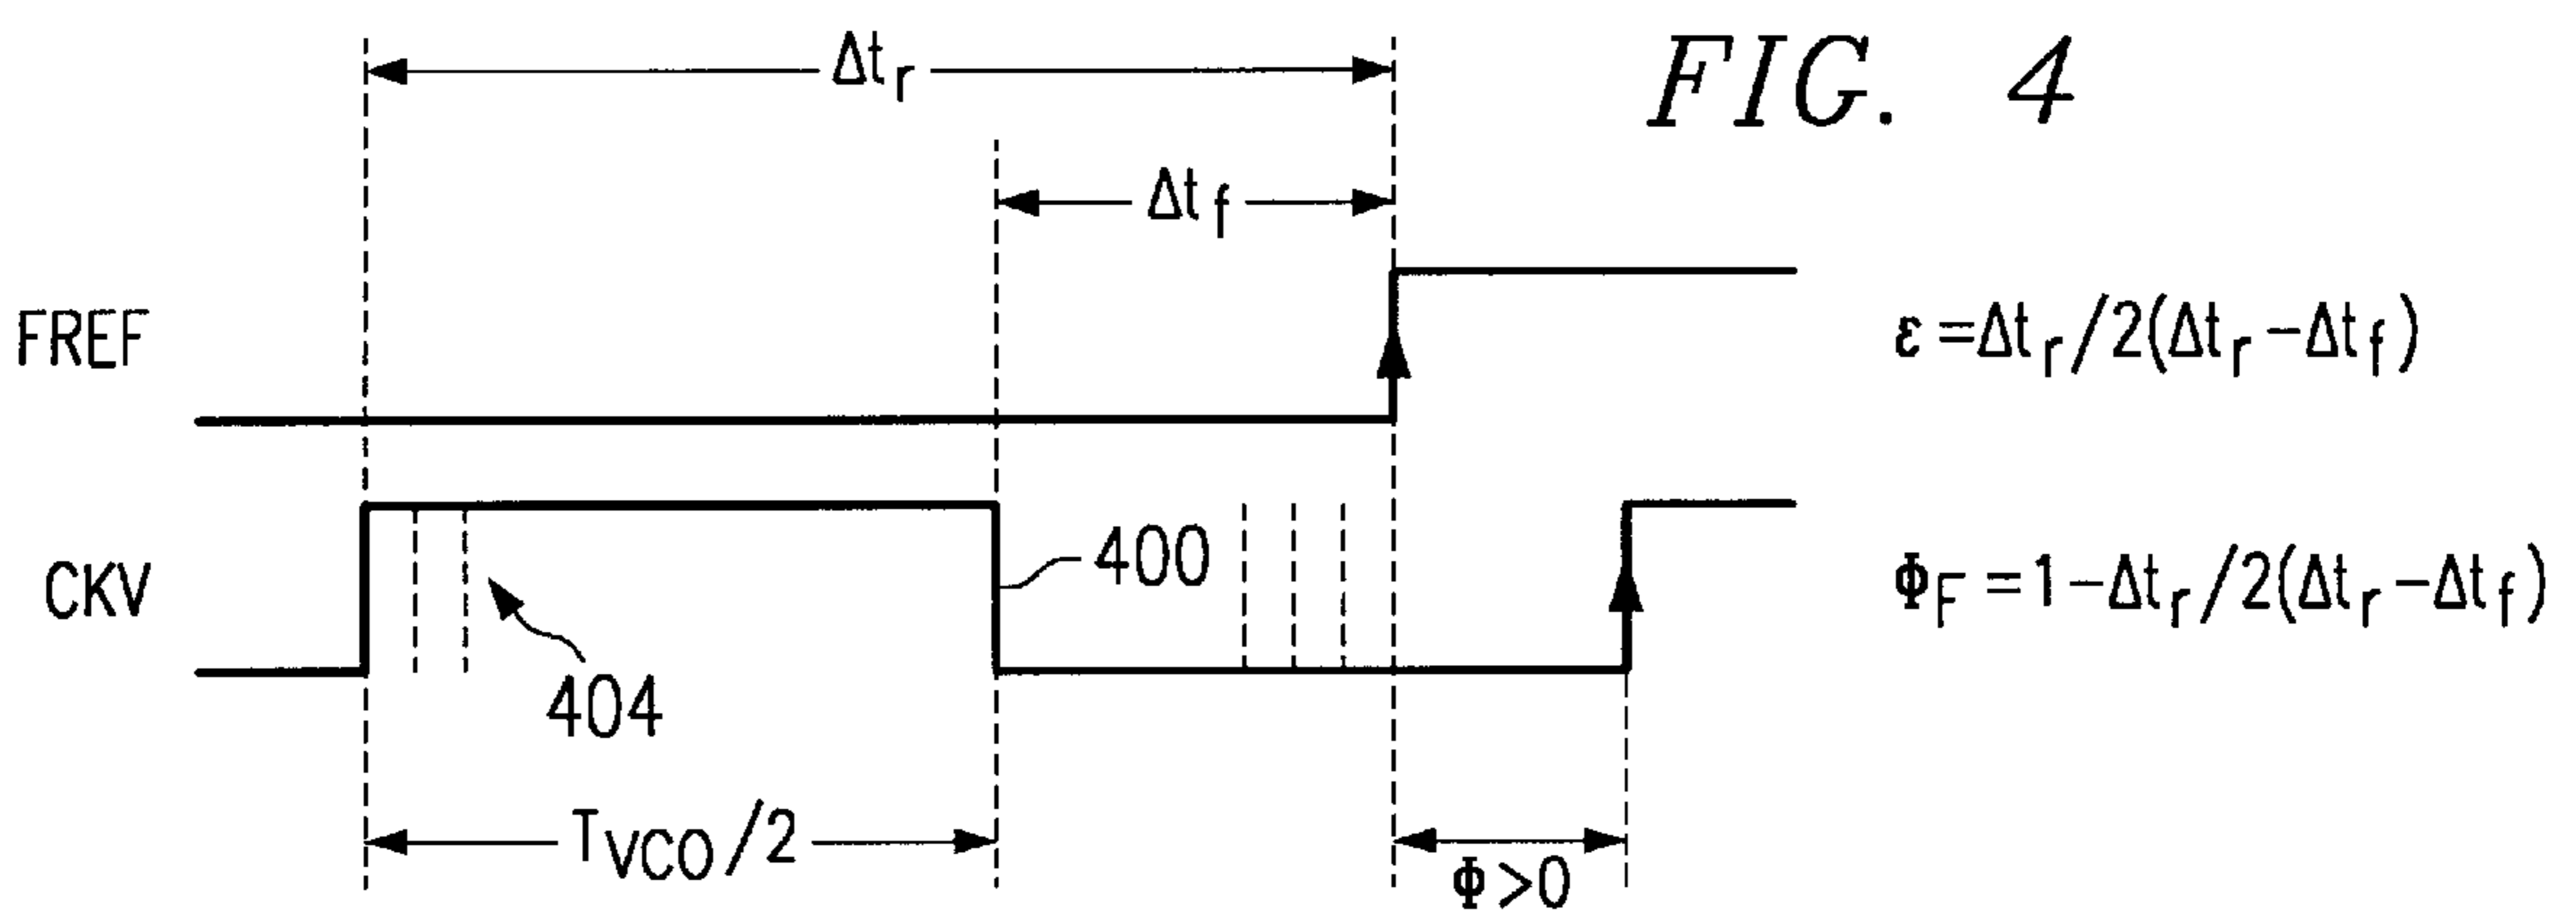 Δtr
FIG. 4
Δtf
FREF
ε=Δtr/2(Δtr-Δtf)
CKV
400
404
ΦF=1-Δtr/2(Δtr-Δtf)
TVCO/2
Φ>0